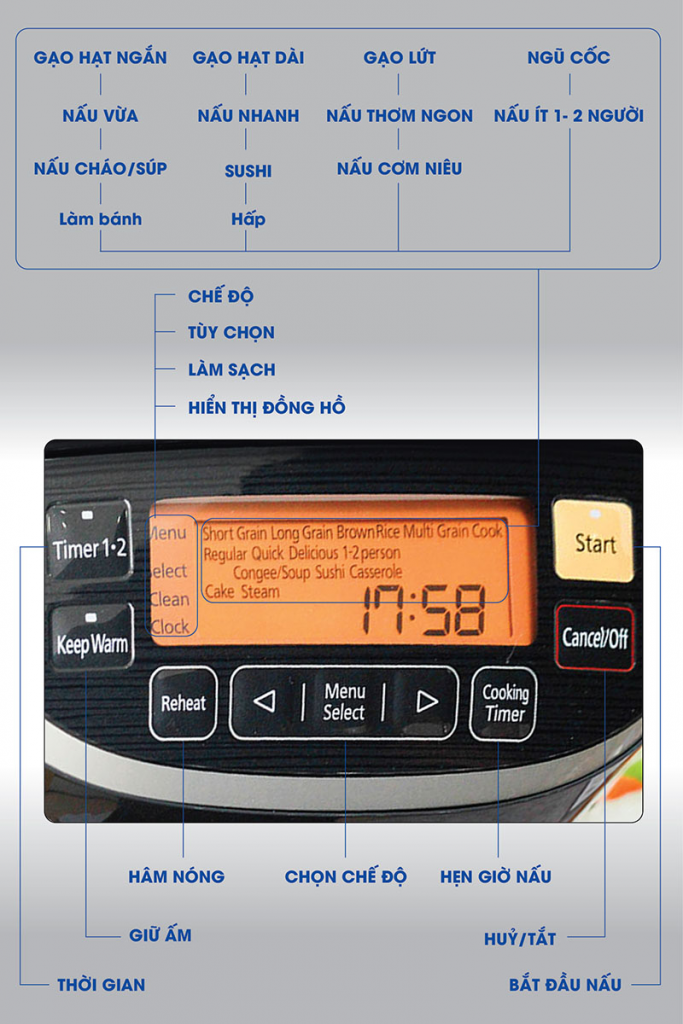 GẠO HẠT NGẮN GẠO HẠT DÀI GẠO LỨT NGŨ CỐC
NẤU VỪA NẤU NHANH NẤU THƠM NGON NẤU ÍT 1- 2 NGƯỜI
NẤU CHÁO/SÚP SUSHI NẤU CƠM NIÊU
Làm bánh Hấp
CHẾ ĐỘ
TÙY CHỌN
LÀM SẠCH
HIỂN THỊ ĐỒNG HỒ
Menu Short Grain Long Grain Brown Rice Multi Grain Cook
Regular Quick Delicious 1-2 person
Select Congee/Soup Sushi Casserole
Clean Cake Steam
Clock 17:58
Timer 1•2
Start
Keep Warm
Cancel/Off
Reheat
Menu
Select
Cooking
Timer
HÂM NÓNG CHỌN CHẾ ĐỘ HẸN GIỜ NẤU
GIỮ ẤM HUỶ/TẮT
THỜI GIAN BẮT ĐẦU NẤU